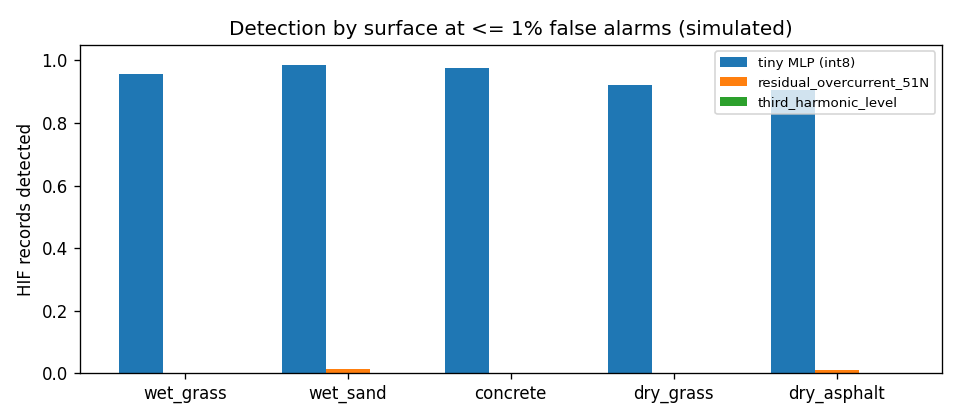 Detection by surface at <= 1% false alarms (simulated)
HIF records detected
1.0
0.8
0.6
0.4
0.2
0.0
tiny MLP (int8)
residual_overcurrent_51N
third_harmonic_level
wet_grass wet_sand concrete dry_grass dry_asphalt